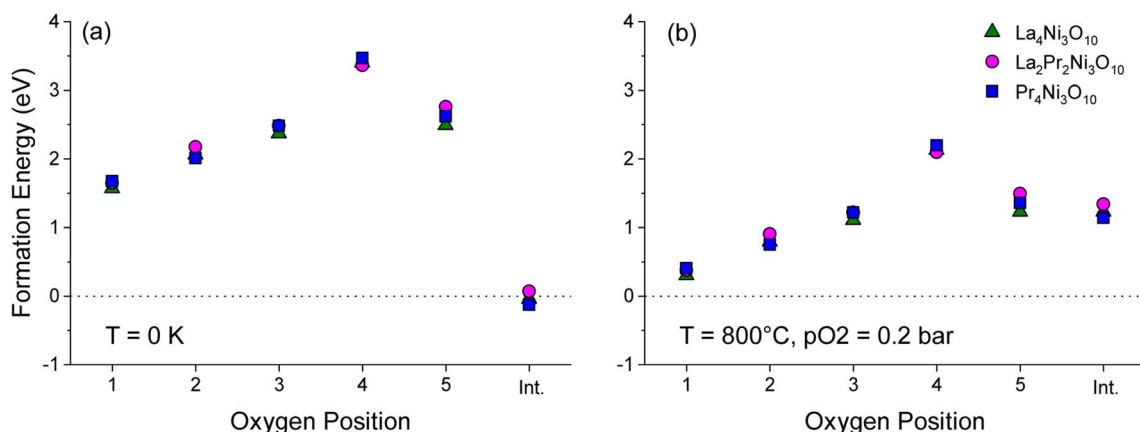 (a)
Formation Energy (eV)
4
3
2
1
0
-1
T = 0 K
1 2 3 4 5 Int.
Oxygen Position
(b)
La₄Ni₃O₁₀
La₂Pr₂Ni₃O₁₀
Pr₄Ni₃O₁₀
4
3
2
1
0
-1
T = 800°C, pO2 = 0.2 bar
1 2 3 4 5 Int.
Oxygen Position